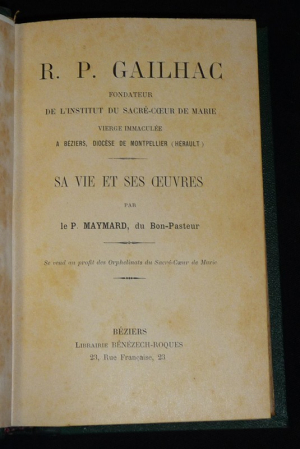 R. P. GAILHAC
FONDATEUR
DE L'INSTITUT DU SACRÉ-CŒUR DE MARIE
VIERGE IMMACULÉE
A BÉZIERS, DIOCÈSE DE MONTPELLIER (HERAULT)
SA VIE ET SES ŒUVRES
PAR
le P. MAYMARD, du Bon-Pasteur
Se vend au profit des Orphelinats du Sacré-Cœur de Marie
BÉZIERS
LIBRAIRIE BÉNÉZECH-ROQUES
23, Rue Française, 23